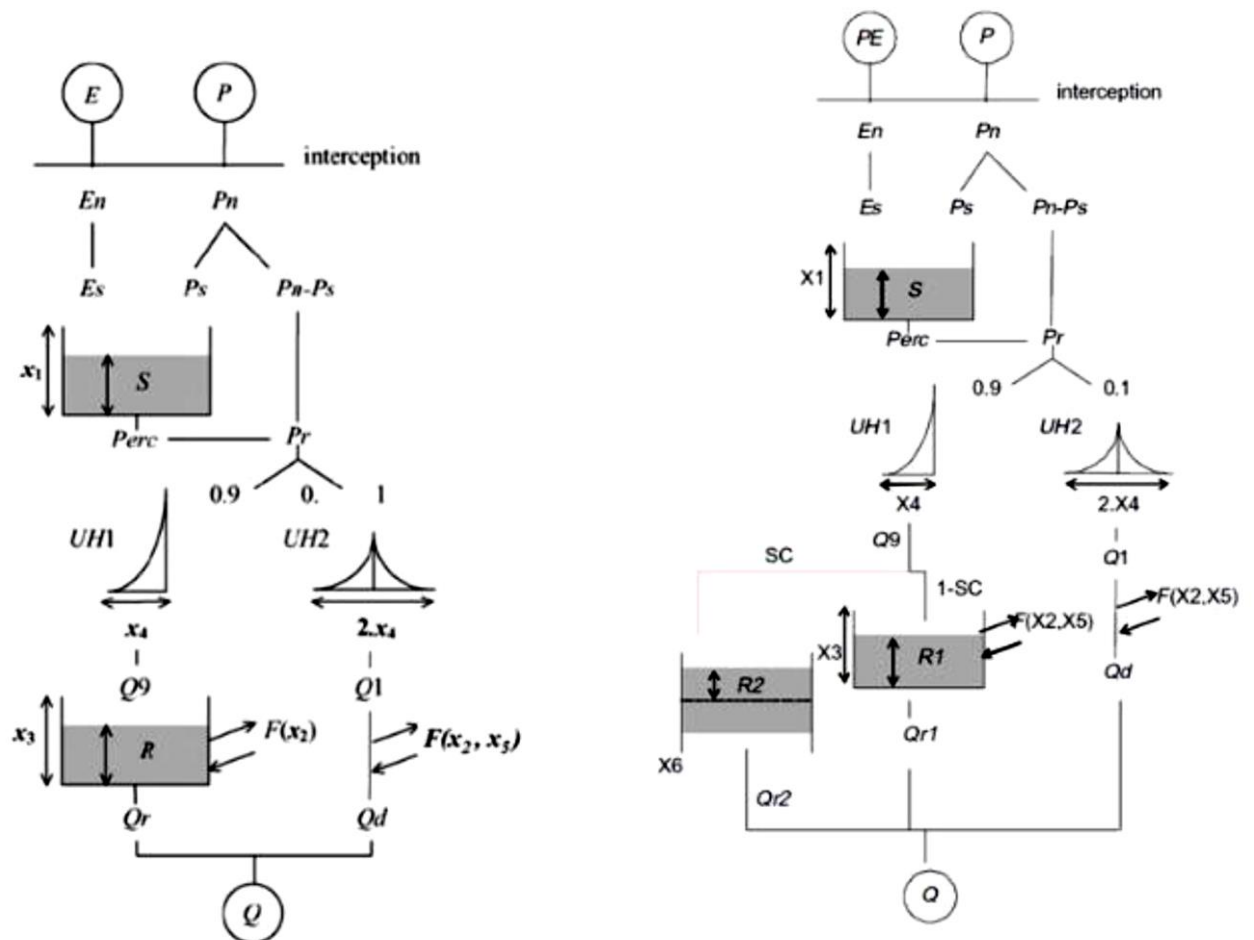 E P
interception
En Pn
Es Ps Pn-Ps
x1 S
Perc Pr
0.9 0. 1
UH1 UH2
x4 2.x4
Q9 Q1
x3 R F(x2) F(x2, x5)
Qr Qd
Q
PE P
interception
En Pn
Es Ps Pn-Ps
X1 S
Perc Pr
0.9 0.1
UH1 UH2
X4 2.X4
Q9 Q1
SC
1-SC F(X2,X5)
X3 R1 F(X2,X5)
R2 Qd
Qr1
X6
Qr2
Q